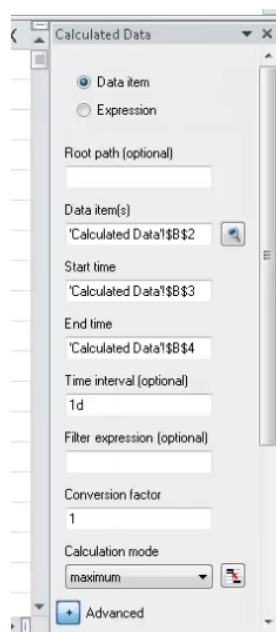 Calculated Data
Data item
Expression
Root path (optional)
Data item(s)
'Calculated Data'!$B$2
Start time
'Calculated Data'!$B$3
End time
'Calculated Data'!$B$4
Time interval (optional)
1d
Filter expression (optional)
Conversion factor
1
Calculation mode
maximum
+ Advanced